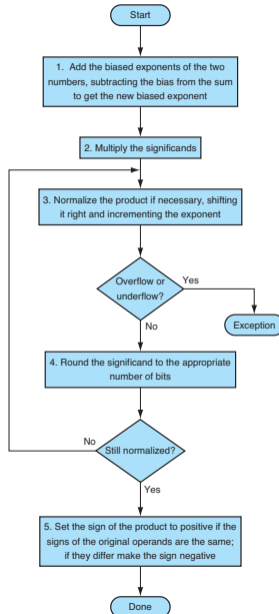 Start
1. Add the biased exponents of the two
numbers, subtracting the bias from the sum
to get the new biased exponent
2. Multiply the significands
3. Normalize the product if necessary, shifting
it right and incrementing the exponent
Overflow or
underflow?
Yes
Exception
No
4. Round the significand to the appropriate
number of bits
No
Still normalized?
Yes
5. Set the sign of the product to positive if the
signs of the original operands are the same;
if they differ make the sign negative
Done